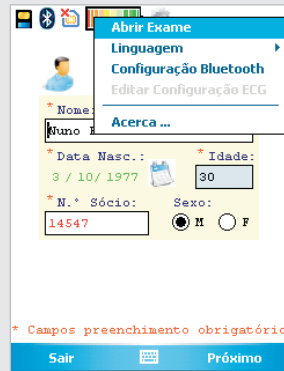 Abrir Exame
Linguagem
Configuração Bluetooth
Editar Configuração ECG
Acerca ...
* Nome:
Nuno
* Data Nasc.: * Idade:
3 / 10/ 1977 30
* N.° Sócio: Sexo:
14547 M F
* Campos preenchimento obrigatório
Sair Próximo